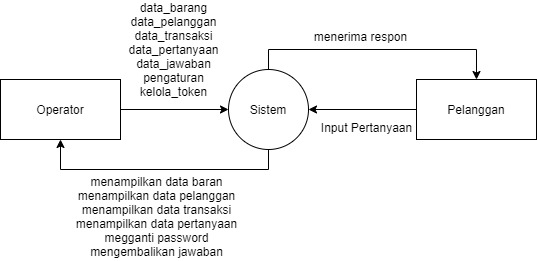 data_barang
data_pelanggan
data_transaksi
data_pertanyaan
data_jawaban
pengaturan
kelola_token
menerima respon
Operator
Sistem
Pelanggan
Input Pertanyaan
menampilkan data baran
menampilkan data pelanggan
menampilkan data transaksi
menampilkan data pertanyaan
megganti password
mengembalikan jawaban